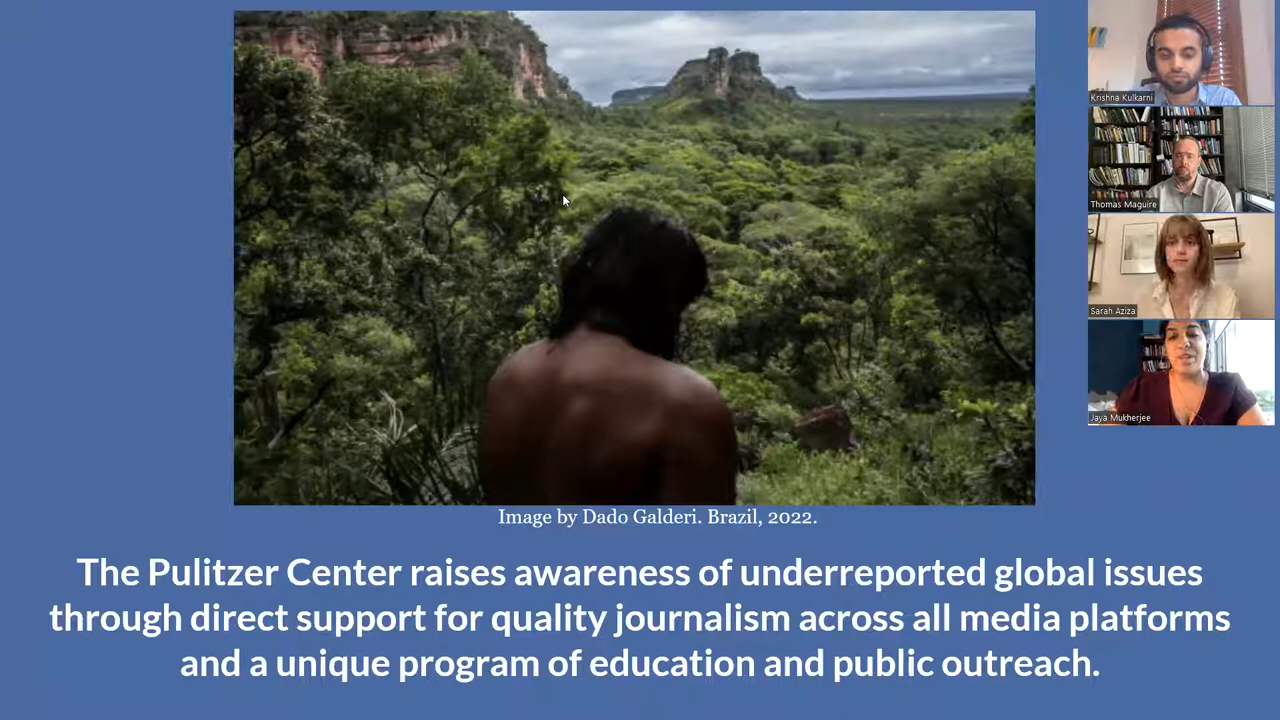 Krishna Kulkarni
Thomas Maguire
Sarah Aziza
Jaya Mukherjee
Image by Dado Galderi. Brazil, 2022.
The Pulitzer Center raises awareness of underreported global issues
through direct support for quality journalism across all media platforms
and a unique program of education and public outreach.